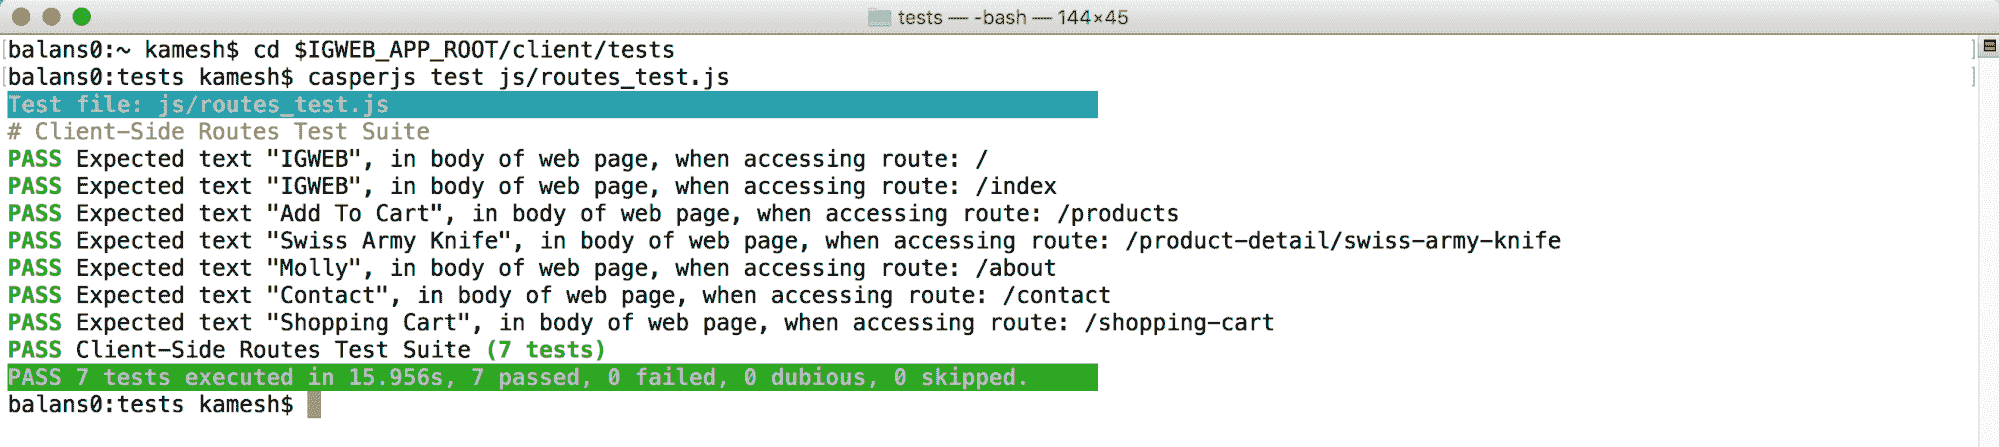 tests — -bash — 144×45
[balans0:~ kamesh$ cd $IGWEB_APP_ROOT/client/tests ]
[balans0:tests kamesh$ casperjs test js/routes_test.js ]
Test file: js/routes_test.js
# Client-Side Routes Test Suite
PASS Expected text "IGWEB", in body of web page, when accessing route: /
PASS Expected text "IGWEB", in body of web page, when accessing route: /index
PASS Expected text "Add To Cart", in body of web page, when accessing route: /products
PASS Expected text "Swiss Army Knife", in body of web page, when accessing route: /product-detail/swiss-army-knife
PASS Expected text "Molly", in body of web page, when accessing route: /about
PASS Expected text "Contact", in body of web page, when accessing route: /contact
PASS Expected text "Shopping Cart", in body of web page, when accessing route: /shopping-cart
PASS Client-Side Routes Test Suite (7 tests)
PASS 7 tests executed in 15.956s, 7 passed, 0 failed, 0 dubious, 0 skipped.
balans0:tests kamesh$